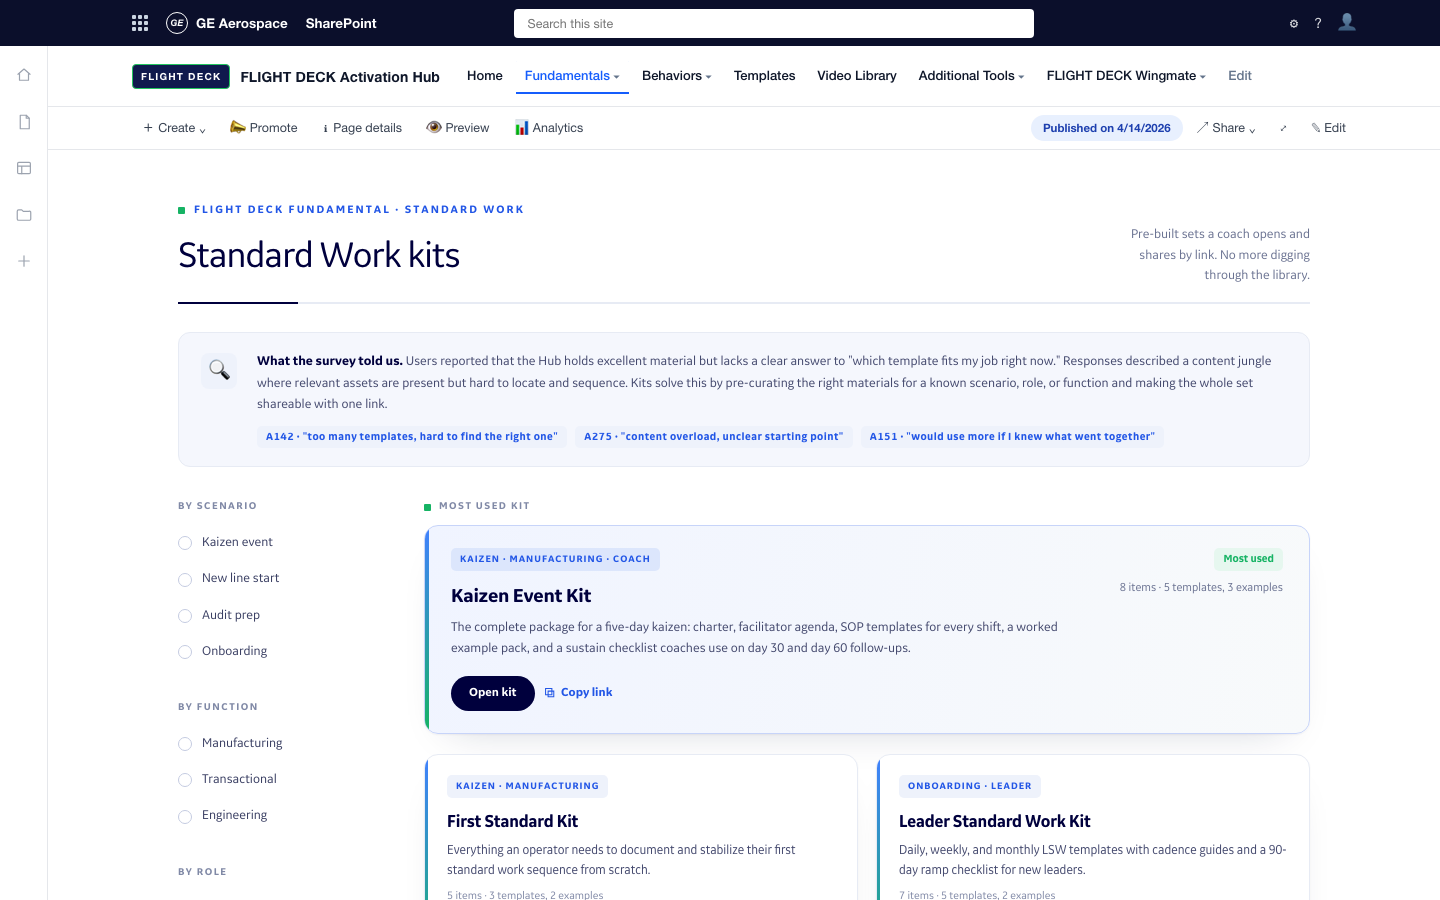 GE GE Aerospace SharePoint Search this site ?
FLIGHT DECK FLIGHT DECK Activation Hub Home Fundamentals Behaviors Templates Video Library Additional Tools FLIGHT DECK Wingmate Edit
+ Create Promote i Page details Preview Analytics Published on 4/14/2026 Share Edit
FLIGHT DECK FUNDAMENTAL · STANDARD WORK
Standard Work kits
Pre-built sets a coach opens and
shares by link. No more digging
through the library.
What the survey told us. Users reported that the Hub holds excellent material but lacks a clear answer to "which template fits my job right now." Responses described a content jungle
where relevant assets are present but hard to locate and sequence. Kits solve this by pre-curating the right materials for a known scenario, role, or function and making the whole set
shareable with one link.
A142 · "too many templates, hard to find the right one" A275 · "content overload, unclear starting point" A151 · "would use more if I knew what went together"
BY SCENARIO
Kaizen event
New line start
Audit prep
Onboarding
BY FUNCTION
Manufacturing
Transactional
Engineering
BY ROLE
MOST USED KIT
KAIZEN · MANUFACTURING · COACH
Most used
8 items · 5 templates, 3 examples
Kaizen Event Kit
The complete package for a five-day kaizen: charter, facilitator agenda, SOP templates for every shift, a worked
example pack, and a sustain checklist coaches use on day 30 and day 60 follow-ups.
Open kit Copy link
KAIZEN · MANUFACTURING
First Standard Kit
Everything an operator needs to document and stabilize their first
standard work sequence from scratch.
5 items · 3 templates, 2 examples
ONBOARDING · LEADER
Leader Standard Work Kit
Daily, weekly, and monthly LSW templates with cadence guides and a 90-
day ramp checklist for new leaders.
7 items · 5 templates, 2 examples